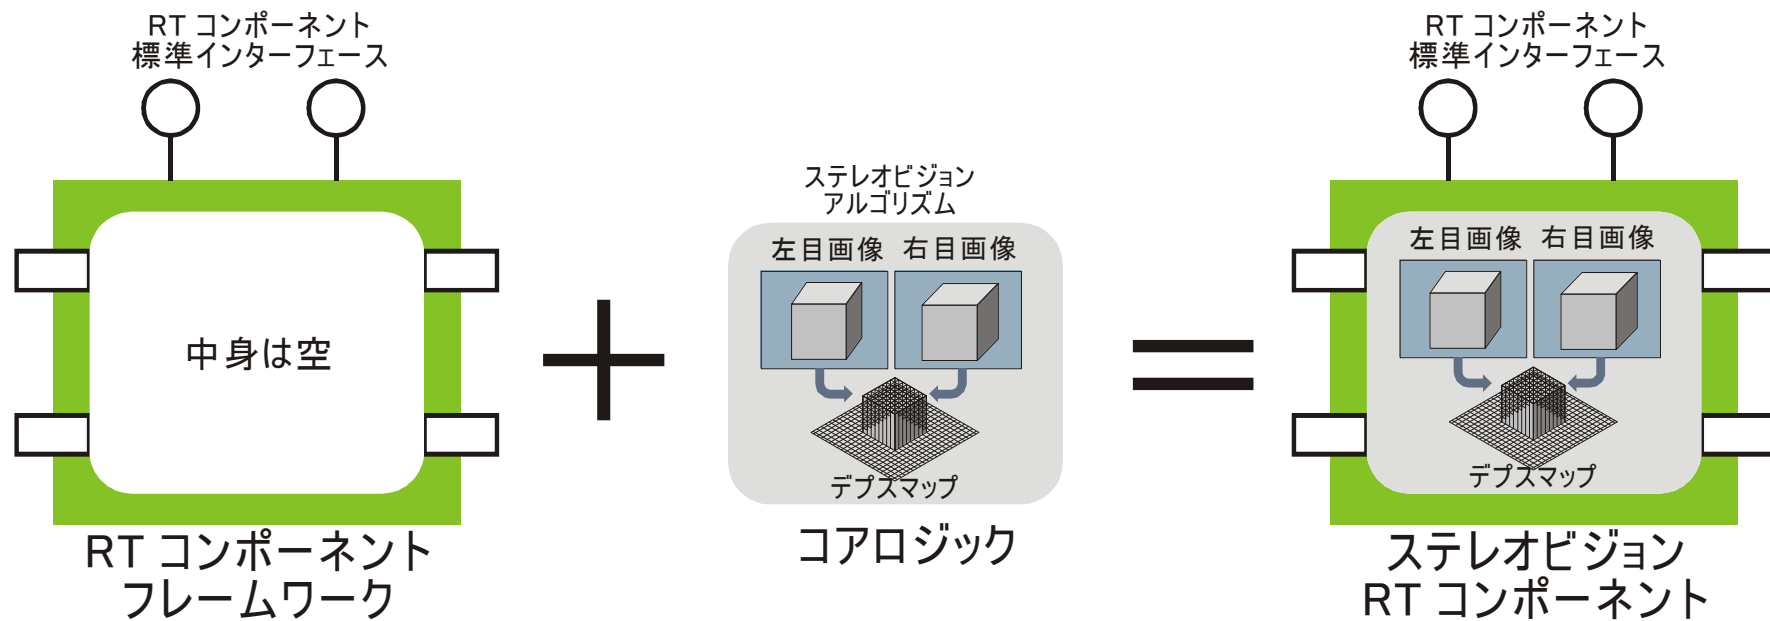 RT コンポーネント
標準インターフェース
中身は空
RT コンポーネント
フレームワーク
ステレオビジョン
アルゴリズム
左目画像 右目画像
デプスマップ
コアロジック
RT コンポーネント
標準インターフェース
左目画像 右目画像
デプスマップ
ステレオビジョン
RT コンポーネント